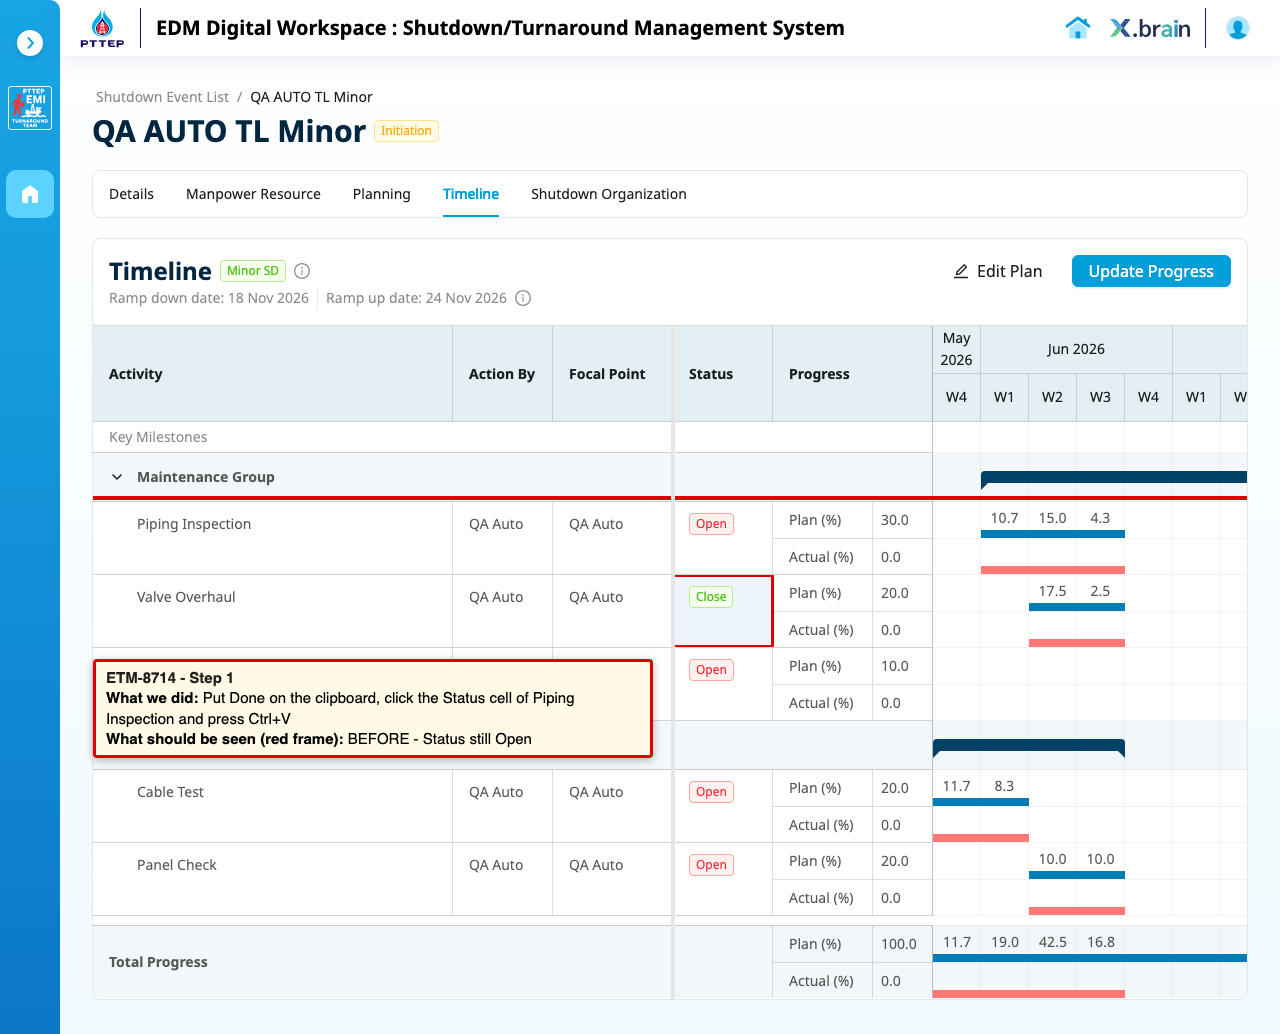 PTTEP
EDM Digital Workspace : Shutdown/Turnaround Management System
X.brain
PTTEP
EMI
TURNAROUND
TEAM
Shutdown Event List / QA AUTO TL Minor
QA AUTO TL Minor Initiation
Details Manpower Resource Planning Timeline Shutdown Organization
Timeline Minor SD
Edit Plan Update Progress
Ramp down date: 18 Nov 2026 Ramp up date: 24 Nov 2026
Activity Action By Focal Point Status Progress
May 2026 Jun 2026
W4 W1 W2 W3 W4 W1 W
Key Milestones
Maintenance Group
Piping Inspection QA Auto QA Auto Open Plan (%) 30.0 10.7 15.0 4.3
Actual (%) 0.0
Valve Overhaul QA Auto QA Auto Close Plan (%) 20.0 17.5 2.5
Actual (%) 0.0
Open Plan (%) 10.0
Actual (%) 0.0
ETM-8714 - Step 1
What we did: Put Done on the clipboard, click the Status cell of Piping
Inspection and press Ctrl+V
What should be seen (red frame): BEFORE - Status still Open
Cable Test QA Auto QA Auto Open Plan (%) 20.0 11.7 8.3
Actual (%) 0.0
Panel Check QA Auto QA Auto Open Plan (%) 20.0 10.0 10.0
Actual (%) 0.0
Total Progress Plan (%) 100.0 11.7 19.0 42.5 16.8
Actual (%) 0.0